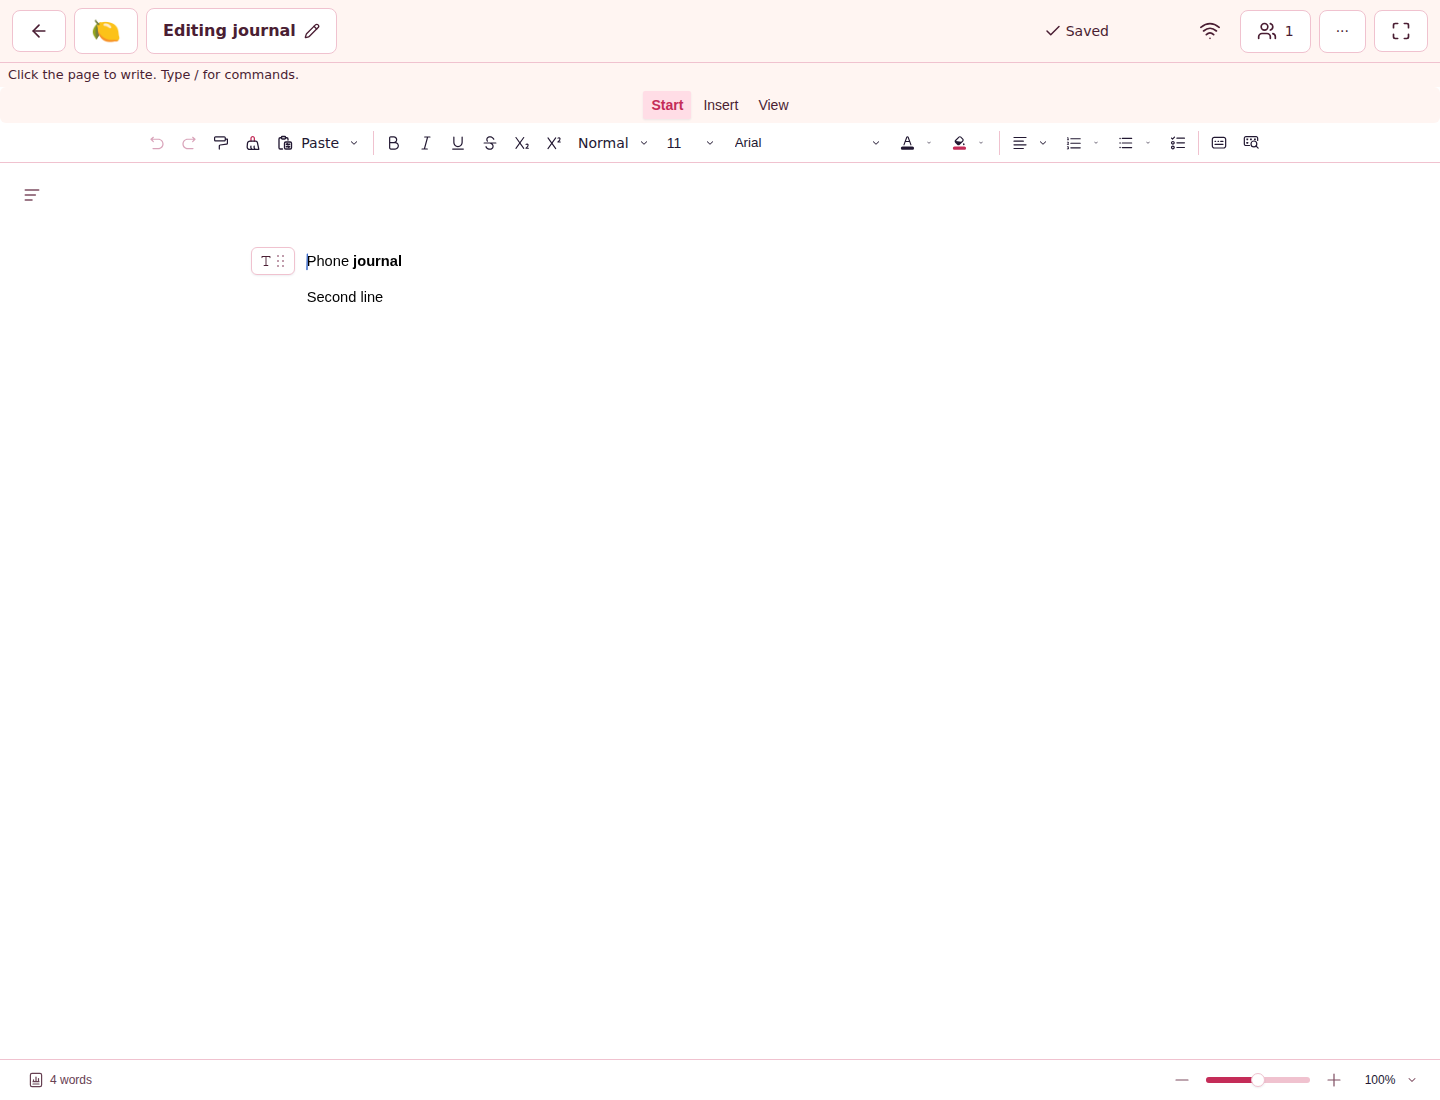 Editing journal
Saved
1
Click the page to write. Type / for commands.
Start Insert View
Paste Normal 11 Arial
Phone journal
Second line
4 words
100%